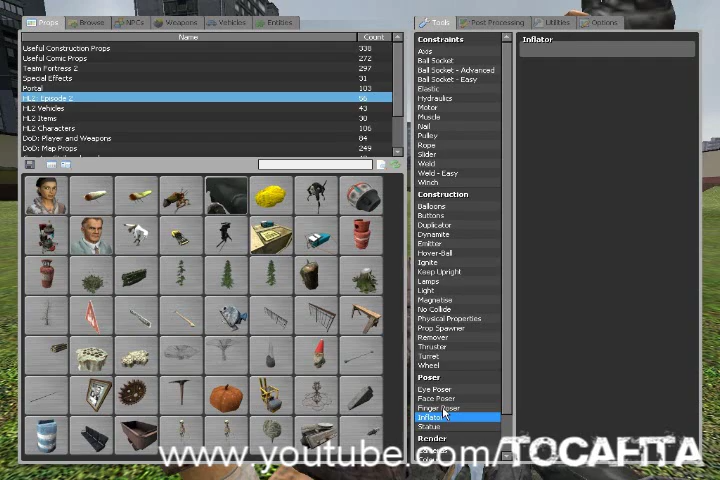 Props
Browse
NPCs
Weapons
Vehicles
Entities
Name
Count
Useful Construction Props 338
Useful Comic Props 272
Team Fortress 2 297
Special Effects 31
Portal 103
HL2: Episode 2 56
HL2 Vehicles 43
HL2 Items 30
HL2 Characters 106
DoD: Player and Weapons 84
DoD: Map Props 249
Tools
Post Processing
Utilities
Options
Constraints
Axis
Ball Socket
Ball Socket - Advanced
Ball Socket - Easy
Elastic
Hydraulics
Motor
Muscle
Nail
Pulley
Rope
Slider
Weld
Weld - Easy
Winch
Construction
Balloons
Buttons
Duplicator
Dynamite
Emitter
Hover-Ball
Ignite
Keep Upright
Lamps
Light
Magnetise
No Collide
Physical Properties
Prop Spawner
Remover
Thruster
Turret
Wheel
Poser
Eye Poser
Face Poser
Finger Poser
Inflator
Statue
Render
Inflator
www.youtube.com/TOCAFITA